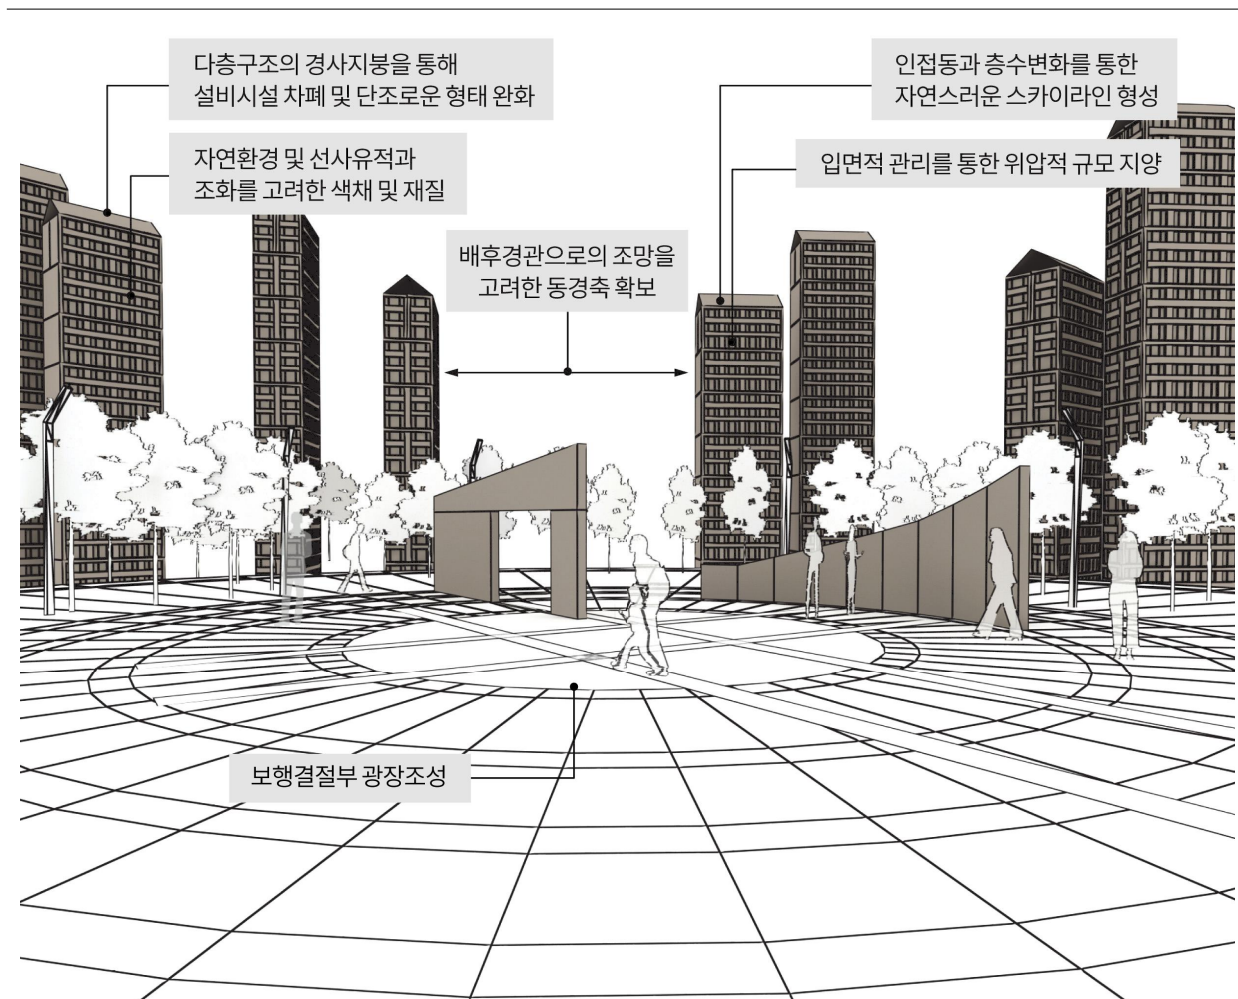 다층구조의 경사지붕을 통해
설비시설 차폐 및 단조로운 형태 완화
인접동과 층수변화를 통한
자연스러운 스카이라인 형성
자연환경 및 선사유적과
조화를 고려한 색채 및 재질
입면적 관리를 통한 위압적 규모 지양
배후경관으로의 조망을
고려한 동경축 확보
보행결절부 광장조성